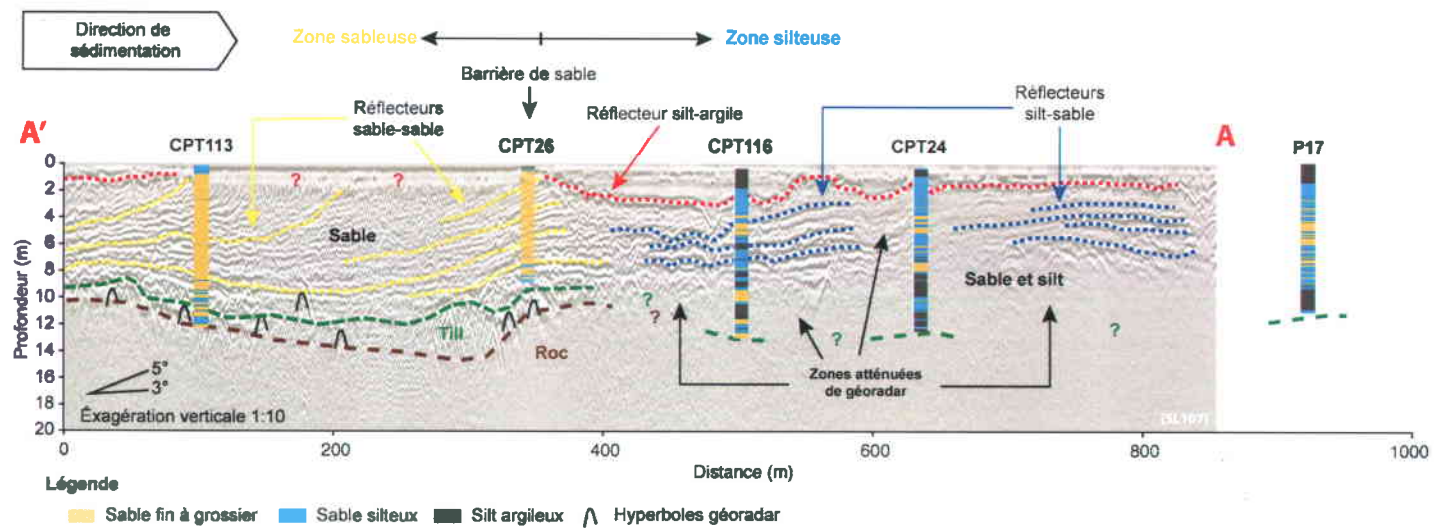 Direction de
sédimentation
Zone sableuse
Zone silteuse
Barrière de sable
Réflecteurs
sable-sable
Réflecteur silt-argile
Réflecteurs
silt-sable
A'
CPT113
CPT26
CPT116
CPT24
A
P17
0
2
4
6
8
10
12
14
16
18
20
Profondeur (m)
? ?
Sable
Sable et silt
?
?
?
?
Till
Roc
Zones atténuées
de géoradar
5°
3°
Éxagération verticale 1:10
[SL107]
0 200 400 600 800 1000
Distance (m)
Légende
Sable fin à grossier Sable silteux Silt argileux Hyperboles géoradar